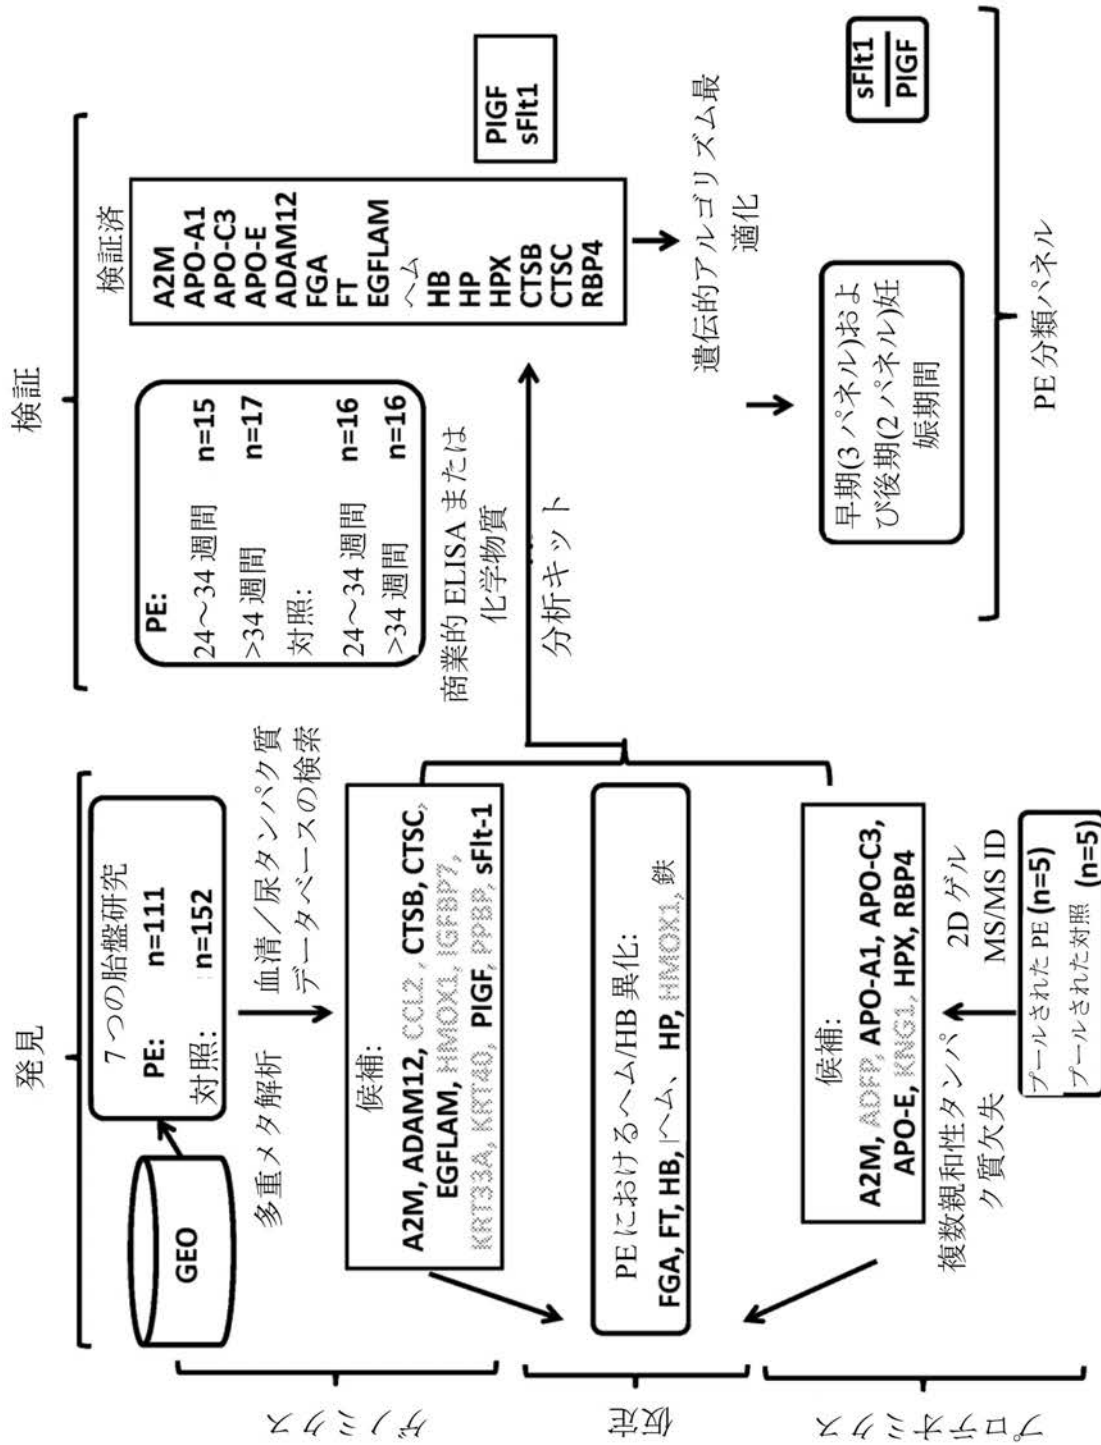 発見
GEO
7つの胎盤研究
PE: n=111
対照: n=152
多重メタ解析
血清／尿タンパク質
データベースの検索
ゲノミクス
候補:
A2M, ADAM12, CCL2, CTSB, CTSC,
EGFLAM, HMOX1, IGFBP7,
KRT33A, KRT40, PlGF, PPBP, sFlt-1
仮定
PEにおけるヘム/HB異化:
FGA, FT, HB, ヘム、HP, HMOX1, 鉄
プロテオミクス
候補:
A2M, ADFP, APO-A1, APO-C3,
APO-E, KNG1, HPX, RBP4
複数親和性タンパ
ク質欠失
2Dゲル
MS/MS ID
プールされたPE (n=5)
プールされた対照 (n=5)
検証
PE:
24～34週間 n=15
>34週間 n=17
対照:
24～34週間 n=16
>34週間 n=16
商業的ELISAまたは
化学物質
分析キット
検証済
A2M
APO-A1
APO-C3
APO-E
ADAM12
FGA
FT
EGFLAM
ヘム
HB
HP
HPX
CTSB
CTSC
RBP4
PlGF
sFlt1
遺伝的アルゴリズム最
適化
早期(3パネル)およ
び後期(2パネル)妊
娠期間
sFlt1
PlGF
PE分類パネル